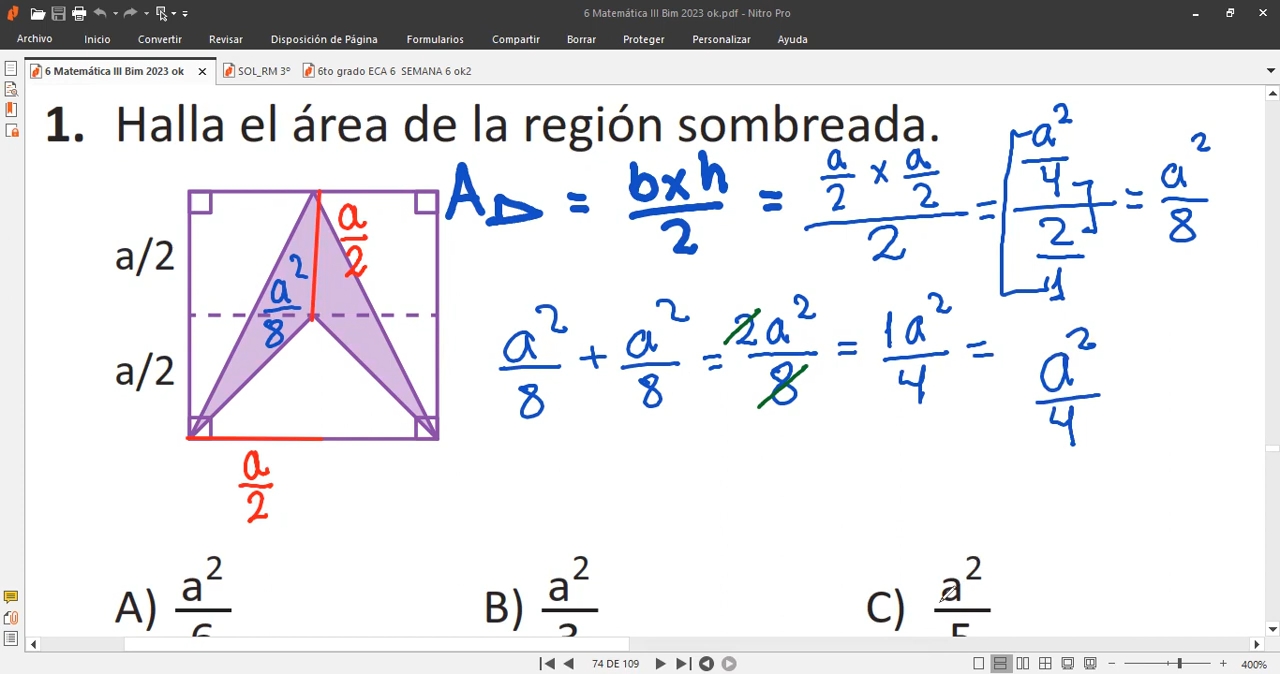 6 Matemática III Bim 2023 ok.pdf - Nitro Pro
Archivo Inicio Convertir Revisar Disposición de Página Formularios Compartir Borrar Proteger Personalizar Ayuda
6 Matemática III Bim 2023 ok × SOL_RM 3° 6to grado ECA 6 SEMANA 6 ok2
1. Halla el área de la región sombreada.
A△ = b×h/2 = (a/2 × a/2)/2 = (a²/4)/(2/1) = a²/8
a/2
a/2
a/2
a²/8
a²/8 + a²/8 = 2a²/8 = 1a²/4 = a²/4
a/2
A) a²/6 B) a²/3 C) a²/5
74 DE 109
400%